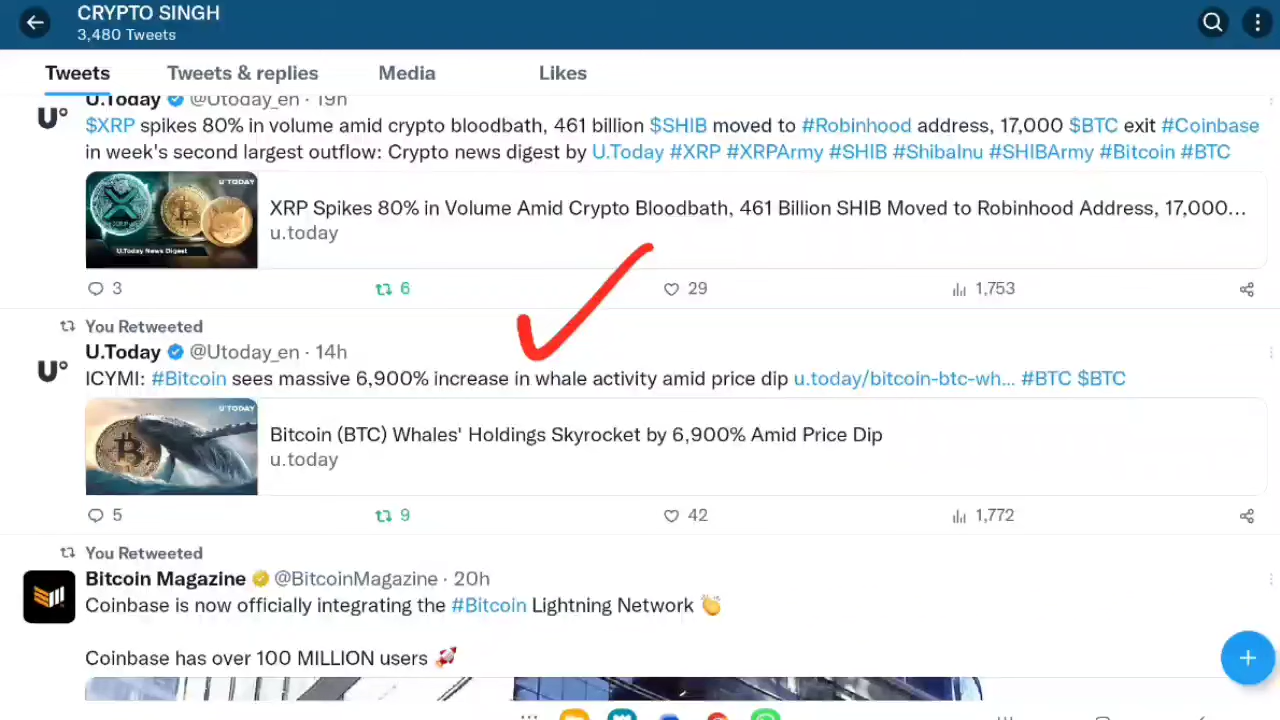 CRYPTO SINGH
3,480 Tweets
Tweets
Tweets & replies
Media
Likes
U.Today @Utoday_en · 19h
$XRP spikes 80% in volume amid crypto bloodbath, 461 billion $SHIB moved to #Robinhood address, 17,000 $BTC exit #Coinbase
in week's second largest outflow: Crypto news digest by U.Today #XRP #XRPArmy #SHIB #ShibaInu #SHIBArmy #Bitcoin #BTC
U°
U°TODAY
U.Today News Digest
XRP Spikes 80% in Volume Amid Crypto Bloodbath, 461 Billion SHIB Moved to Robinhood Address, 17,000...
u.today
3
6
29
1,753
You Retweeted
U.Today @Utoday_en · 14h
U°
ICYMI: #Bitcoin sees massive 6,900% increase in whale activity amid price dip u.today/bitcoin-btc-wh... #BTC $BTC
U°TODAY
Bitcoin (BTC) Whales' Holdings Skyrocket by 6,900% Amid Price Dip
u.today
5
9
42
1,772
You Retweeted
Bitcoin Magazine @BitcoinMagazine · 20h
Coinbase is now officially integrating the #Bitcoin Lightning Network 👏
Coinbase has over 100 MILLION users 🚀